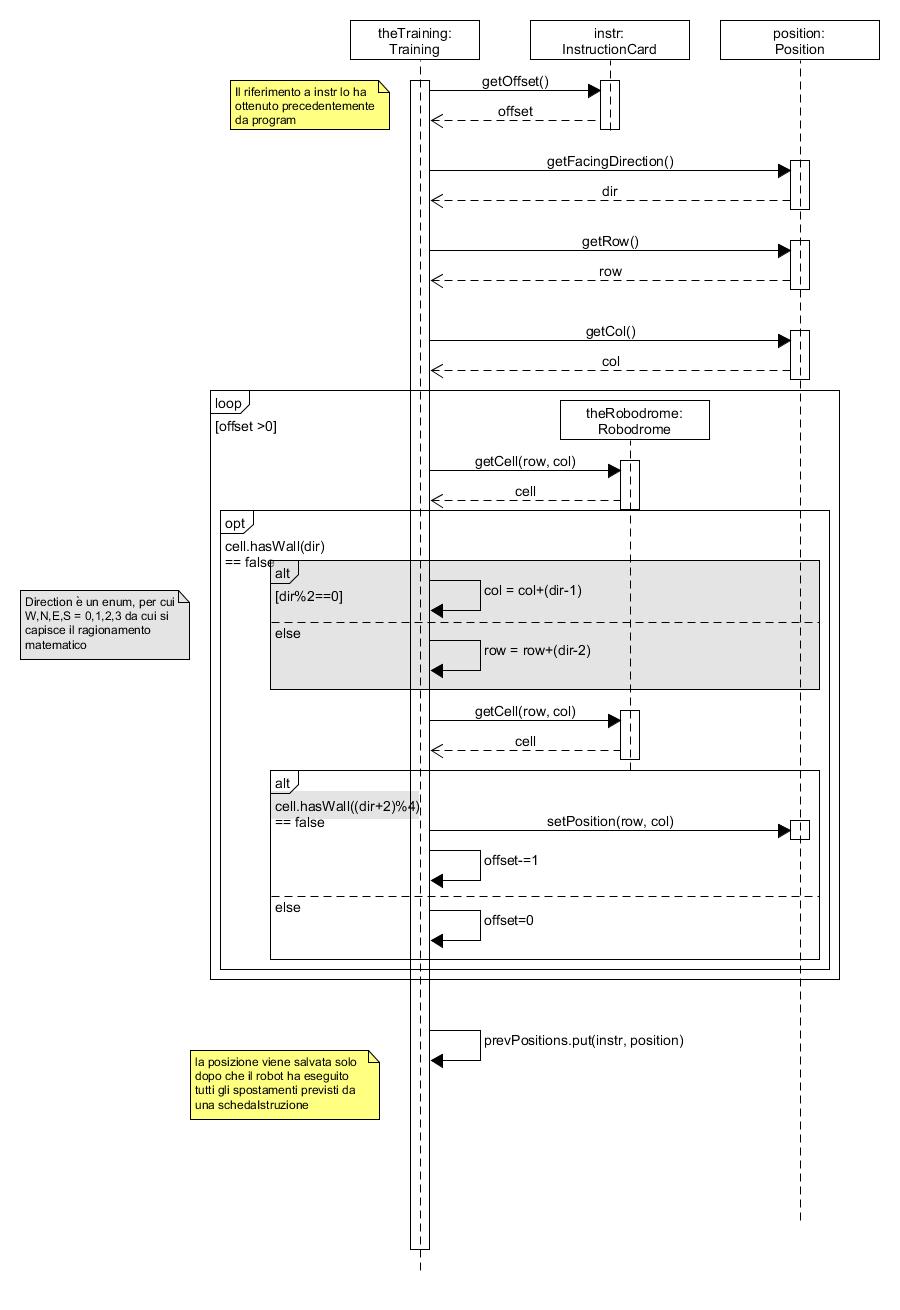 theTraining:
Training
instr:
InstructionCard
position:
Position
Il riferimento a instr lo ha
ottenuto precedentemente
da program
getOffset()
offset
getFacingDirection()
dir
getRow()
row
getCol()
col
loop
[offset >0]
theRobodrome:
Robodrome
getCell(row, col)
cell
opt
cell.hasWall(dir)
== false
alt
[dir%2==0]
col = col+(dir-1)
Direction è un enum, per cui
W,N,E,S = 0,1,2,3 da cui si
capisce il ragionamento
matematico
else
row = row+(dir-2)
getCell(row, col)
cell
alt
cell.hasWall((dir+2)%4)
== false
setPosition(row, col)
offset-=1
else
offset=0
prevPositions.put(instr, position)
la posizione viene salvata solo
dopo che il robot ha eseguito
tutti gli spostamenti previsti da
una schedaIstruzione